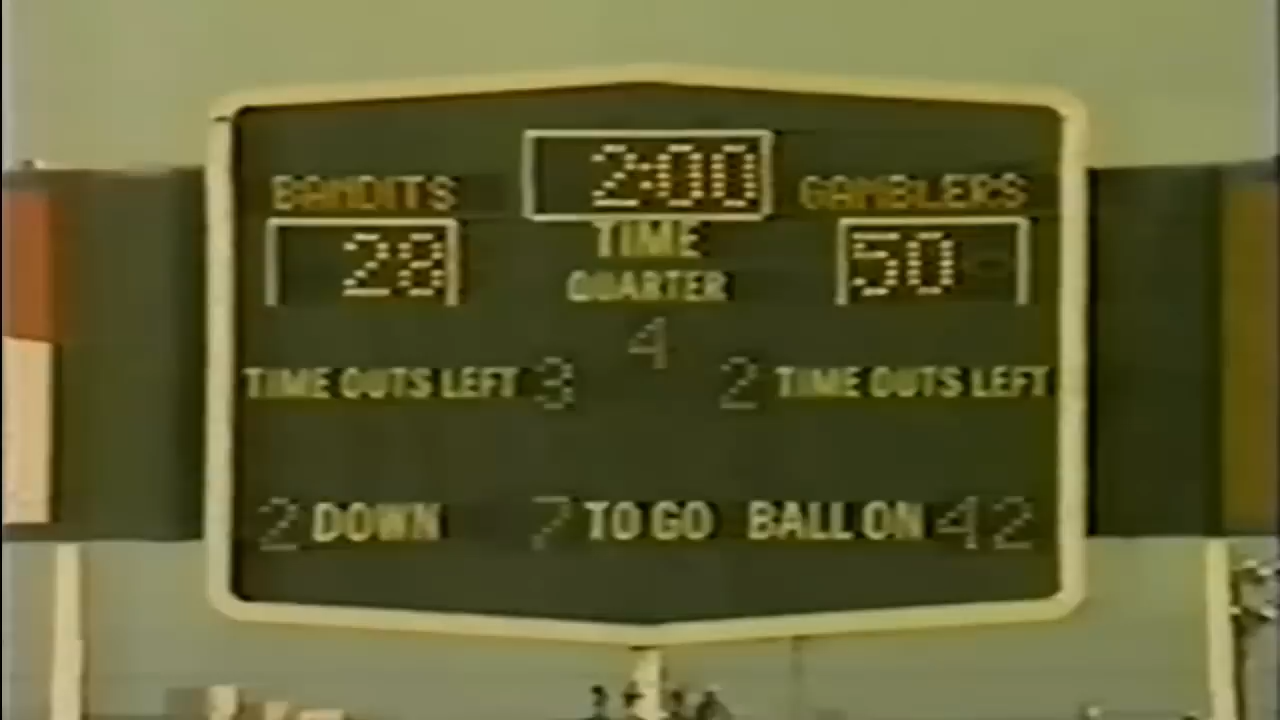 2:00
BANDITS GAMBLERS
28 TIME 50
QUARTER
4
TIME OUTS LEFT 3 2 TIME OUTS LEFT
2 DOWN 7 TO GO BALL ON 42